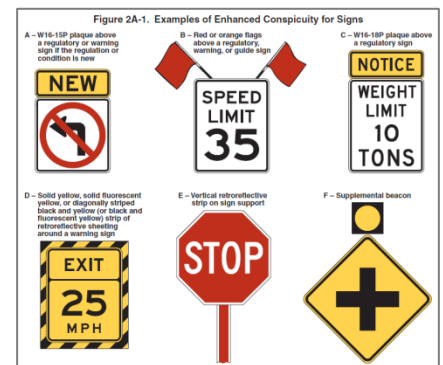 Figure 2A-1. Examples of Enhanced Conspicuity for Signs
A – W16-15P plaque above
a regulatory or warning
sign if the regulation or
condition is new
NEW
B – Red or orange flags
above a regulatory,
warning, or guide sign
SPEED
LIMIT
35
C – W16-18P plaque above
a regulatory sign
NOTICE
WEIGHT
LIMIT
10
TONS
D – Solid yellow, solid fluorescent
yellow, or diagonally striped
black and yellow (or black and
fluorescent yellow) strip of
retroreflective sheeting
around a warning sign
EXIT
25
MPH
E – Vertical retroreflective
strip on sign support
STOP
F – Supplemental beacon